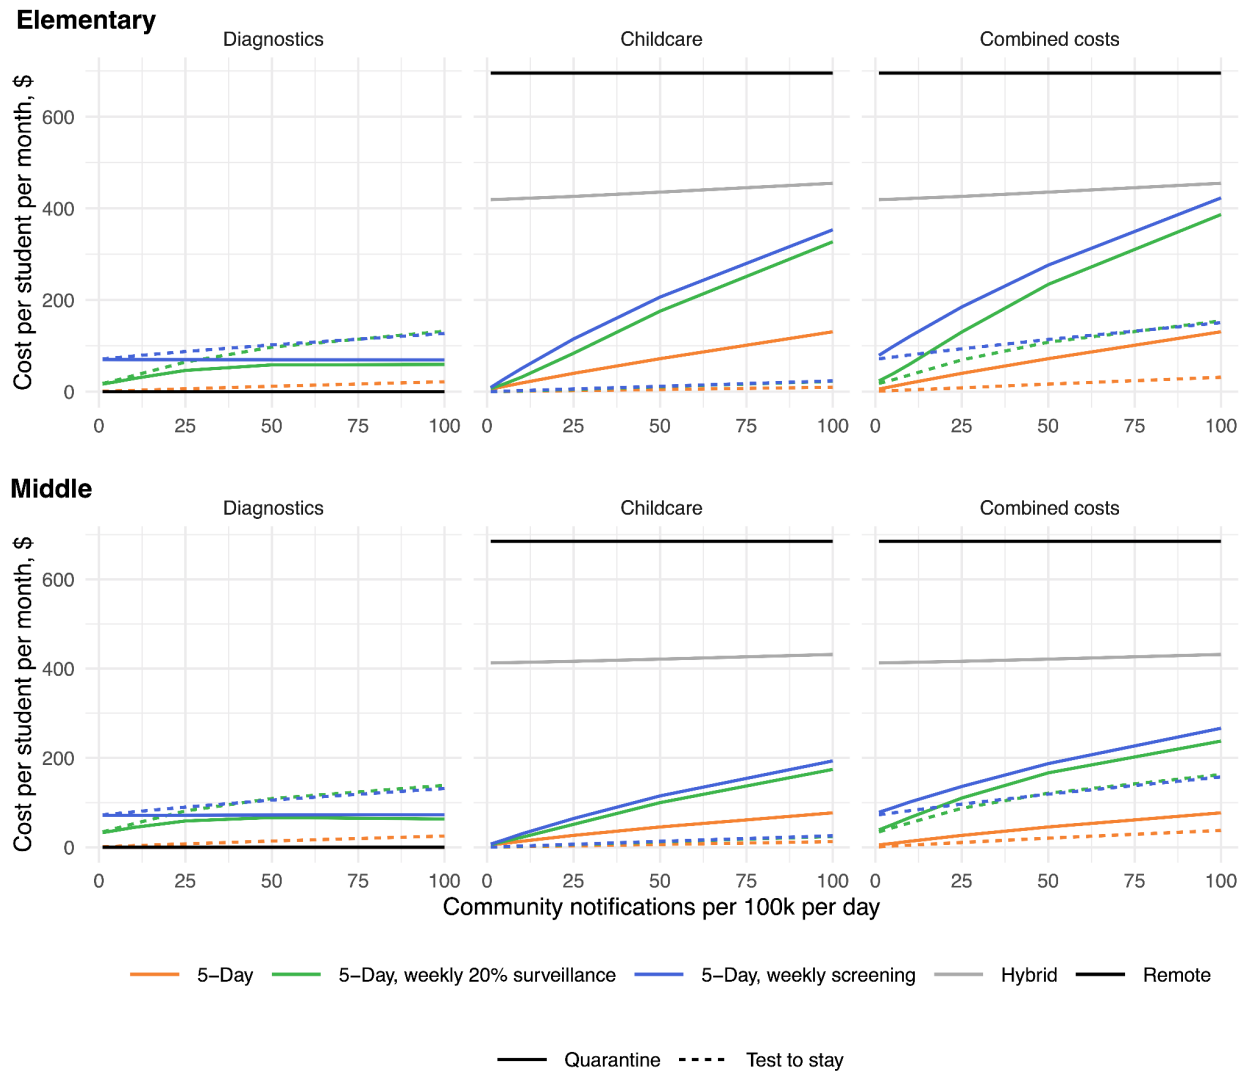 Elementary
Diagnostics Childcare Combined costs
Cost per student per month, $
600
400
200
0
0 25 50 75 100 0 25 50 75 100 0 25 50 75 100
Middle
Diagnostics Childcare Combined costs
Cost per student per month, $
600
400
200
0
0 25 50 75 100 0 25 50 75 100 0 25 50 75 100
Community notifications per 100k per day
5−Day 5−Day, weekly 20% surveillance 5−Day, weekly screening Hybrid Remote
Quarantine Test to stay